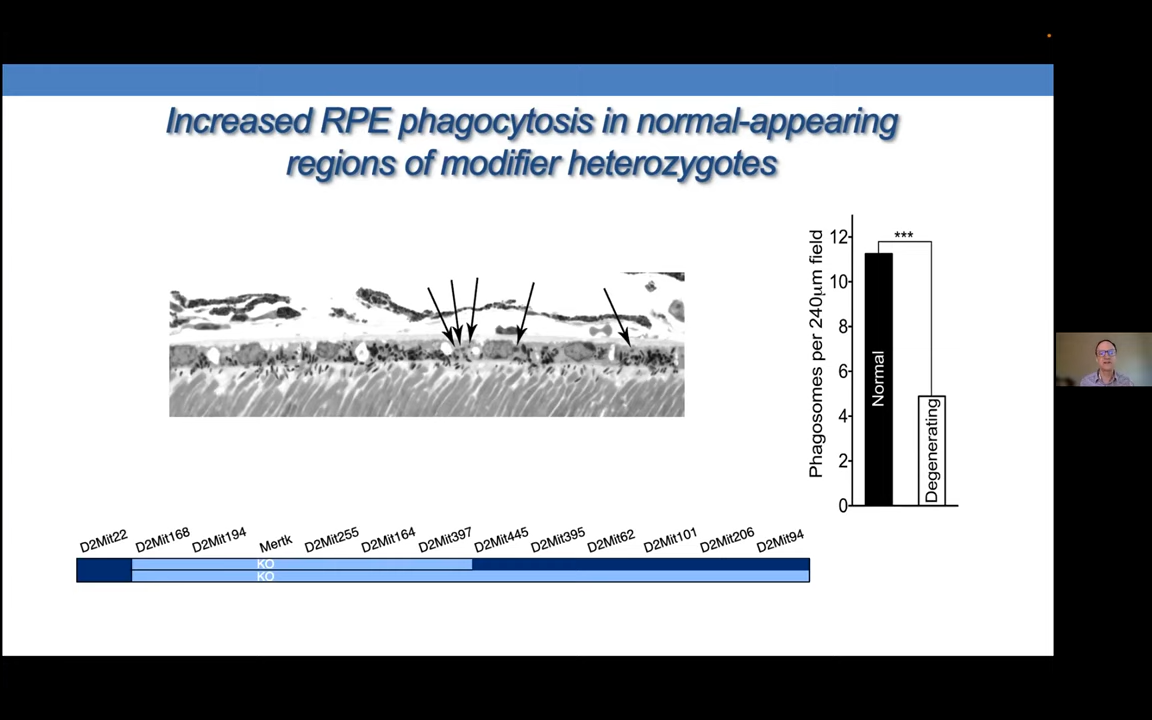 Increased RPE phagocytosis in normal-appearing
regions of modifier heterozygotes
Phagosomes per 240μm field
12
10
8
6
4
2
0
***
Normal
Degenerating
D2Mit22 D2Mit168 D2Mit194 Mertk D2Mit255 D2Mit164 D2Mit397 D2Mit445 D2Mit395 D2Mit62 D2Mit101 D2Mit206 D2Mit94
KO
KO